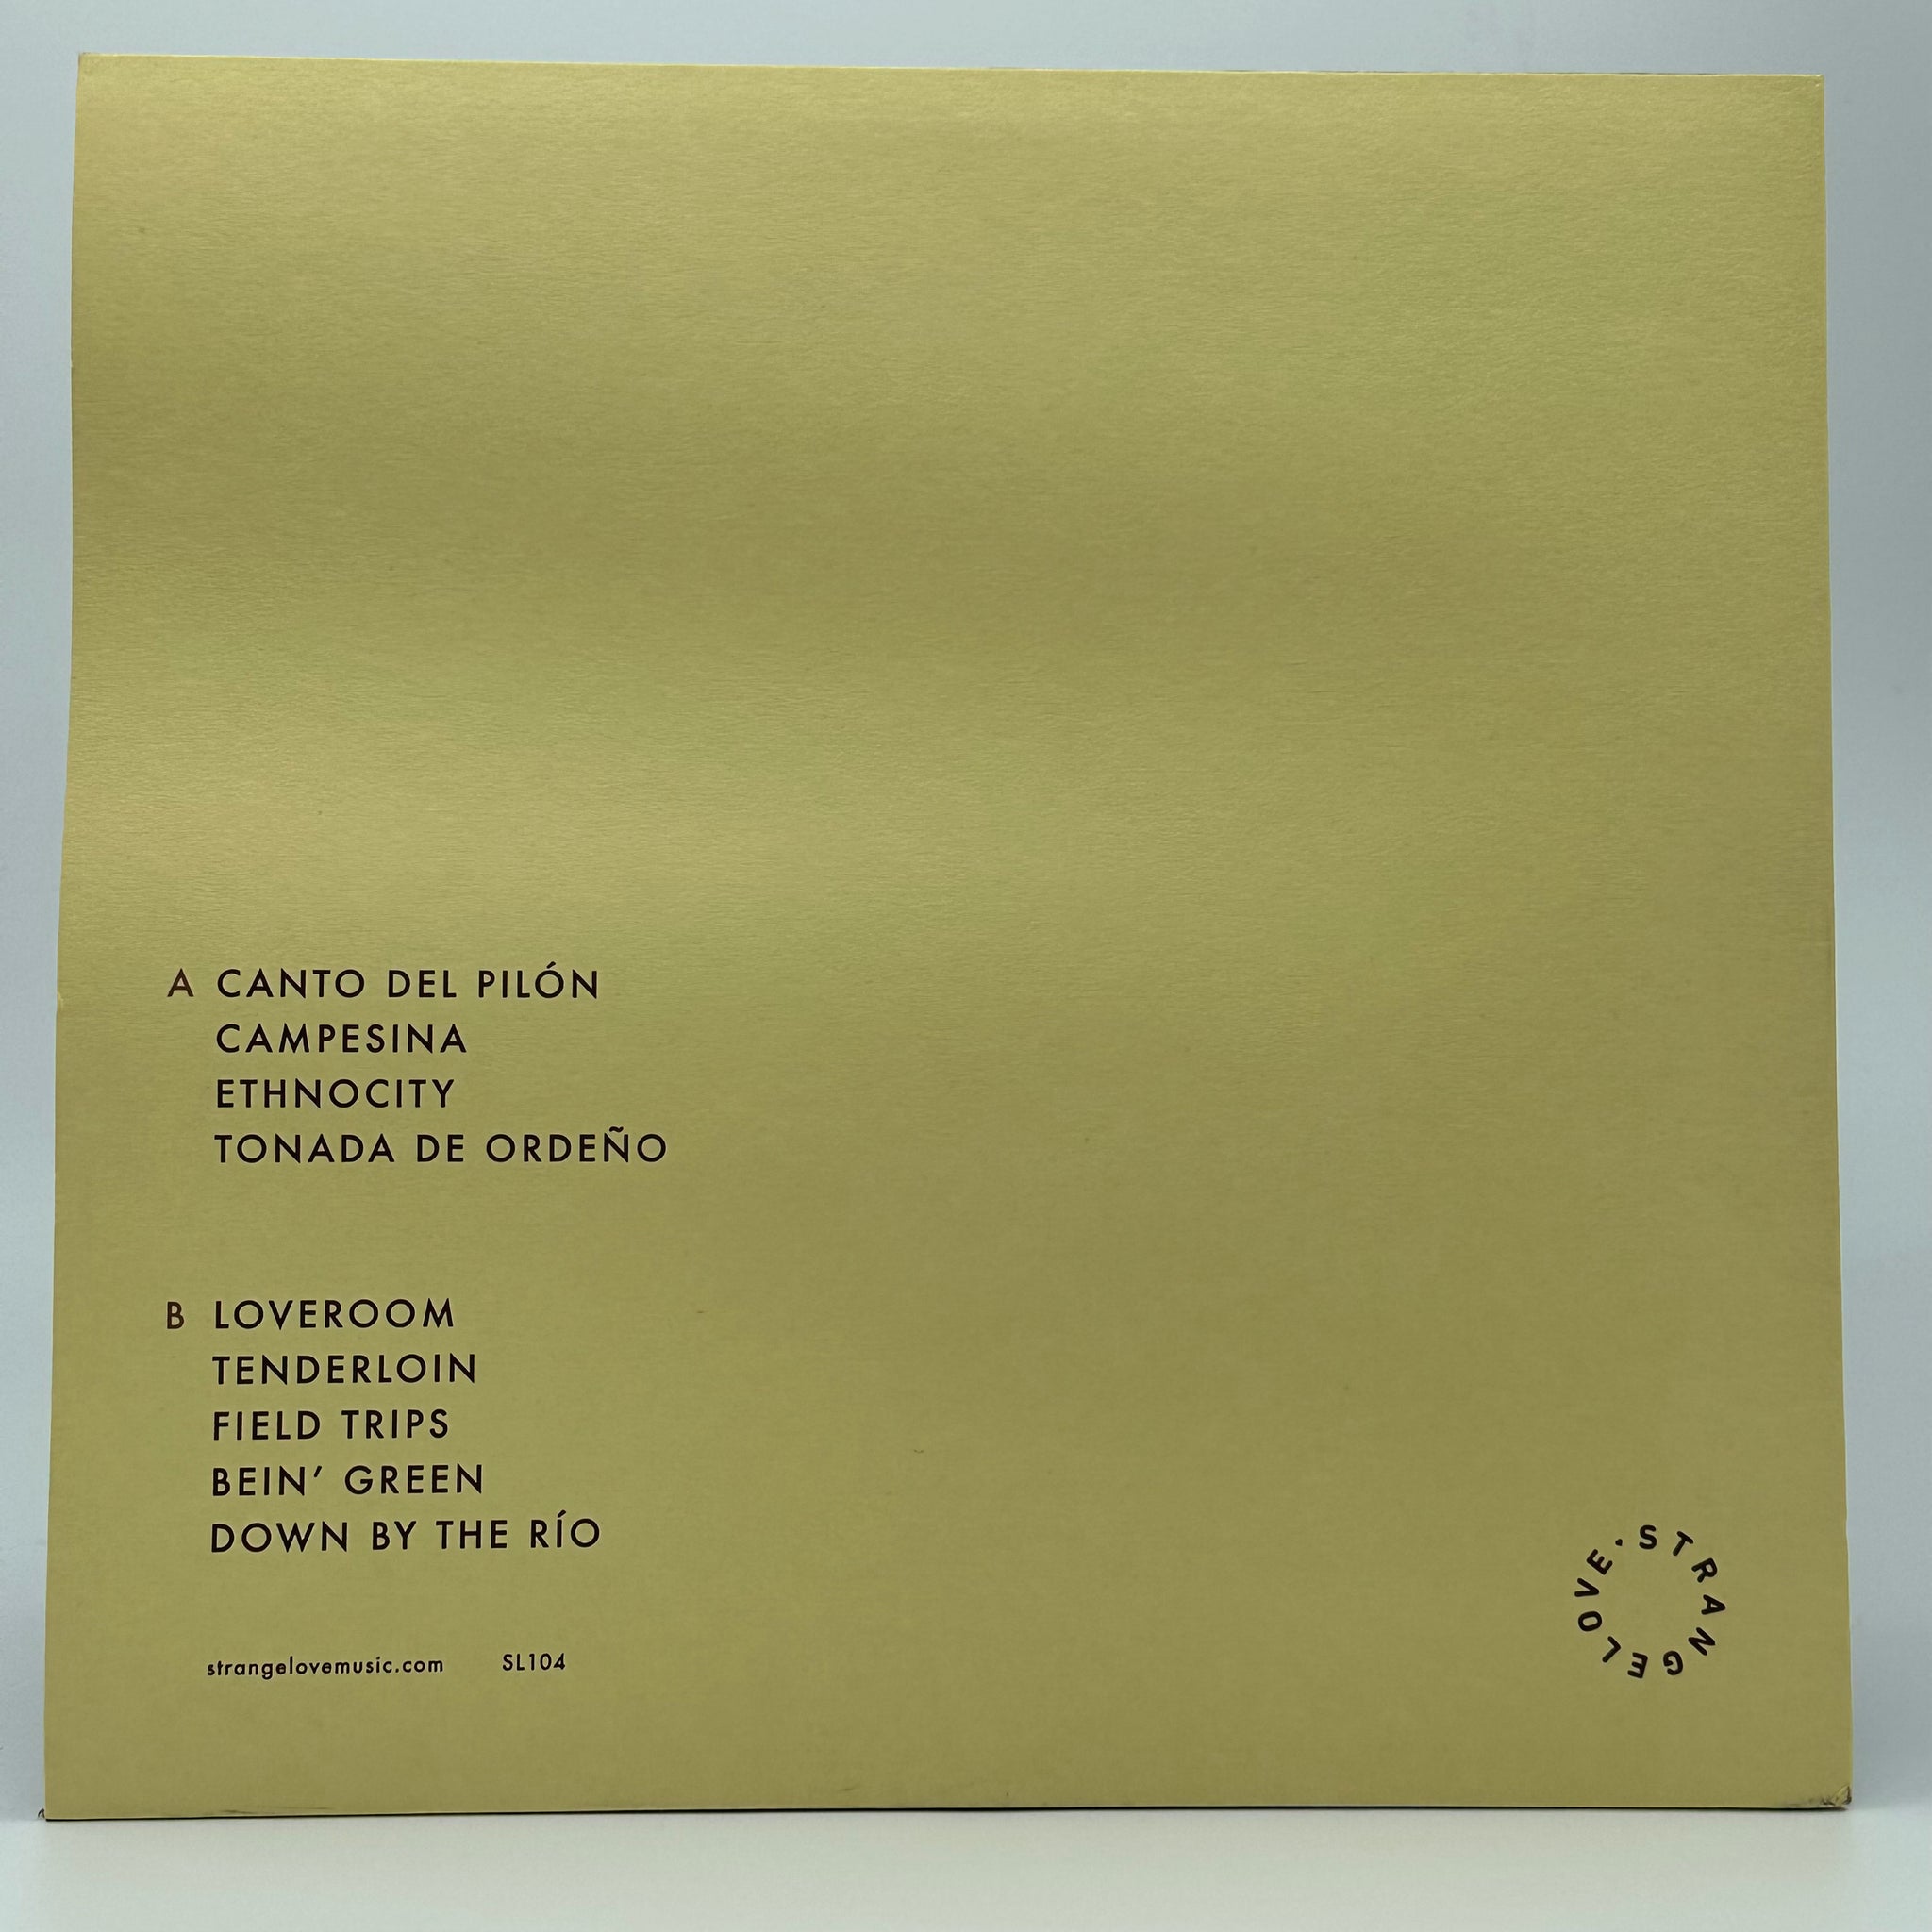 A CANTO DEL PILÓN
CAMPESINA
ETHNOCITY
TONADA DE ORDEÑO
B LOVEROOM
TENDERLOIN
FIELD TRIPS
BEIN’ GREEN
DOWN BY THE RÍO
strangelovemusic.com SL104
STRANGELOVE •